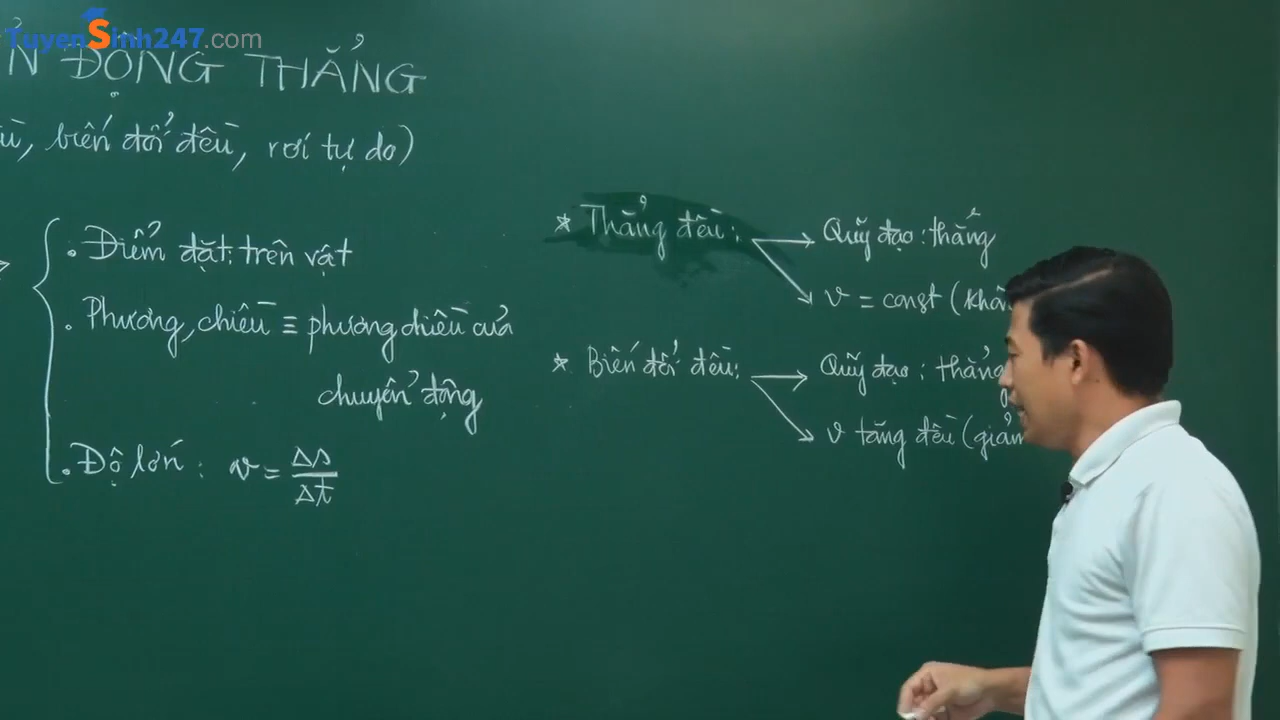 TuyenSinh247.com
N ĐỘNG THẲNG
biến đổi đều, rơi tự do)
. Điểm đặt: trên vật
. Phương, chiều ≡ phương chiều của
chuyển động
. Độ lớn: v = Δs/Δt
* Thẳng đều:
Quỹ đạo: thẳng
v = const (khô
* Biến đổi đều:
Quỹ đạo: thẳng
v tăng đều (giảm